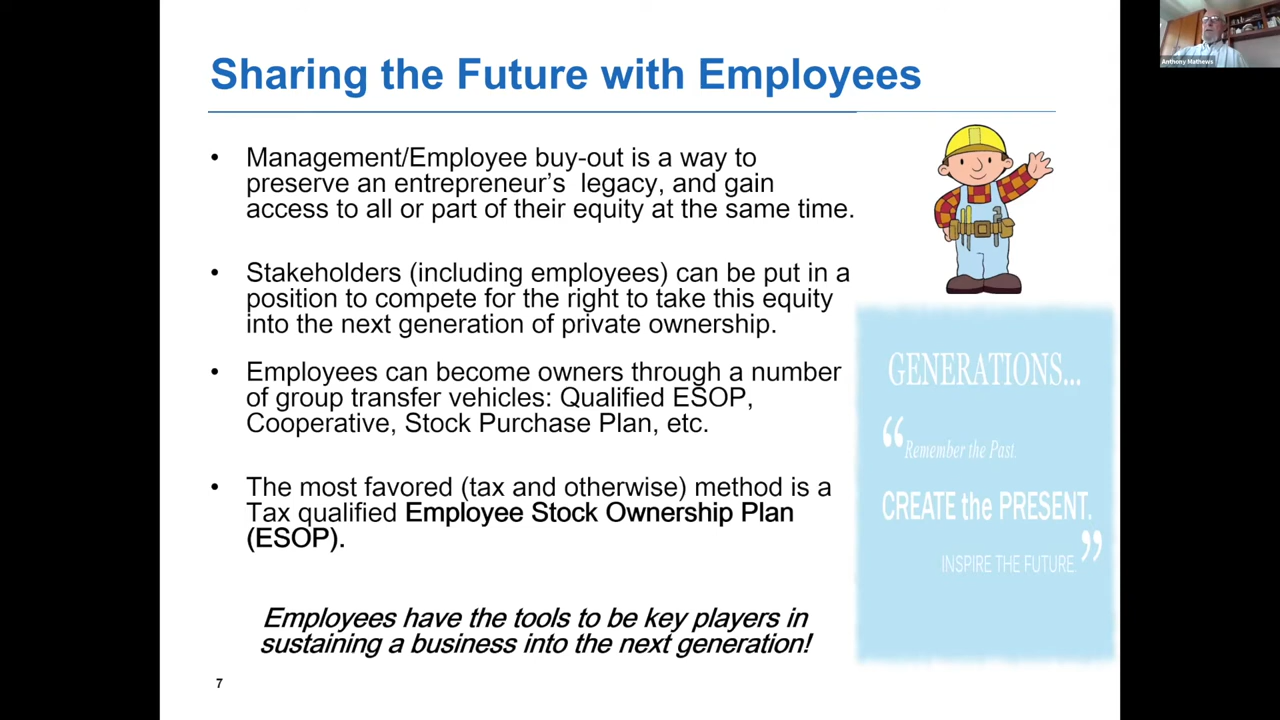 Sharing the Future with Employees
Anthony Mathews
• Management/Employee buy-out is a way to
preserve an entrepreneur’s  legacy, and gain
access to all or part of their equity at the same time.
• Stakeholders (including employees) can be put in a
position to compete for the right to take this equity
into the next generation of private ownership.
• Employees can become owners through a number
of group transfer vehicles: Qualified ESOP,
Cooperative, Stock Purchase Plan, etc.
• The most favored (tax and otherwise) method is a
Tax qualified Employee Stock Ownership Plan
(ESOP).
Employees have the tools to be key players in
sustaining a business into the next generation!
GENERATIONS...
“Remember the Past.
CREATE the PRESENT.
INSPIRE THE FUTURE.”
7